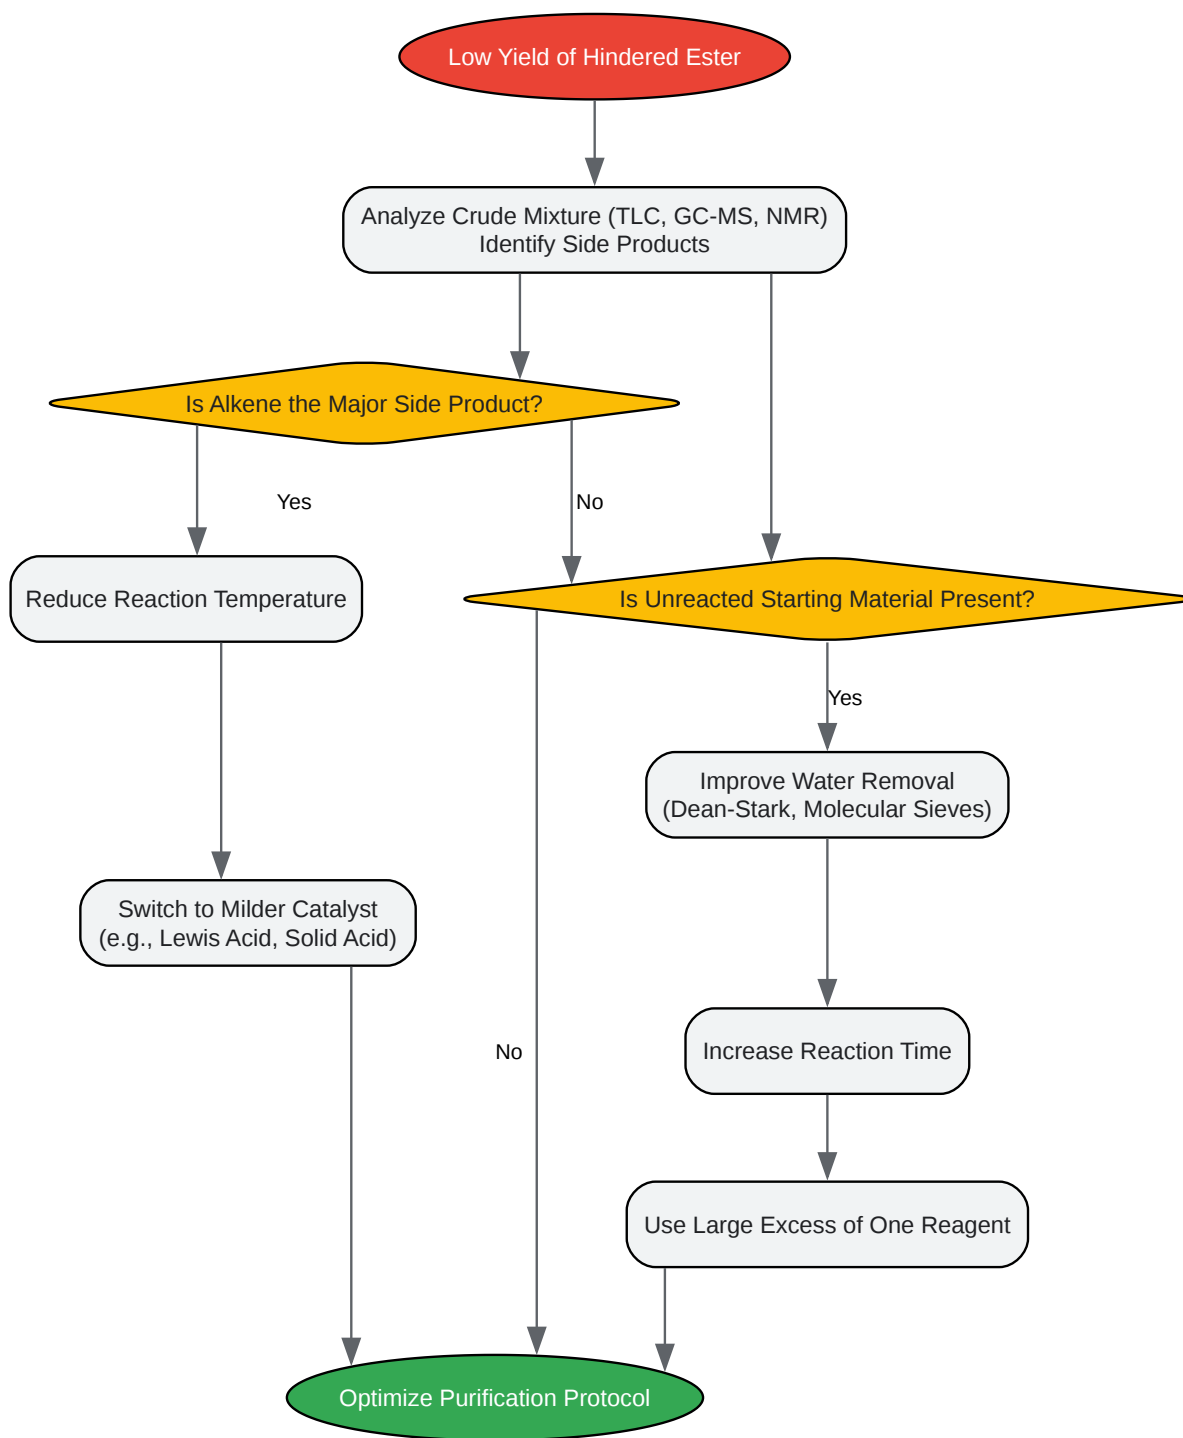 Low Yield of Hindered Ester
Analyze Crude Mixture (TLC, GC-MS, NMR)
Identify Side Products
Is Alkene the Major Side Product?
Yes
No
Reduce Reaction Temperature
Is Unreacted Starting Material Present?
Yes
Improve Water Removal
(Dean-Stark, Molecular Sieves)
Switch to Milder Catalyst
(e.g., Lewis Acid, Solid Acid)
No
Increase Reaction Time
Use Large Excess of One Reagent
Optimize Purification Protocol